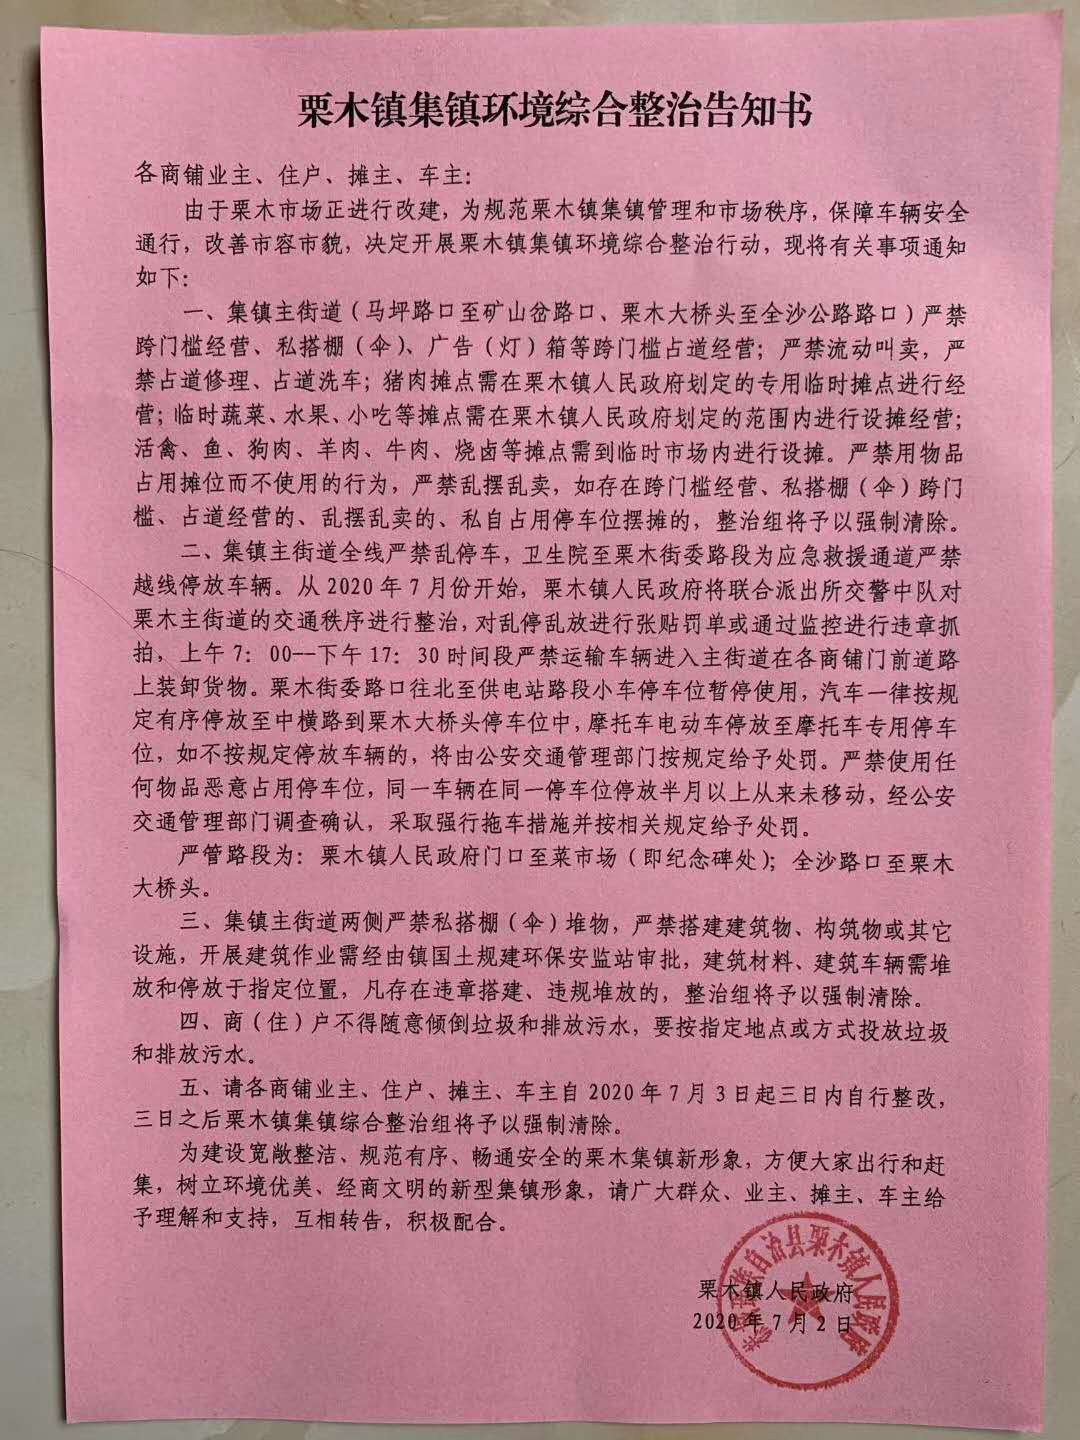 栗木镇集镇环境综合整治告知书
各商铺业主、住户、摊主、车主：
由于栗木市场正进行改建，为规范栗木镇集镇管理和市场秩序，保障车辆安全
通行，改善市容市貌，决定开展栗木镇集镇环境综合整治行动，现将有关事项通知
如下：
一、集镇主街道（马坪路口至矿山岔路口、栗木大桥头至全沙公路路口）严禁
跨门槛经营、私搭棚（伞）、广告（灯）箱等跨门槛占道经营；严禁流动叫卖，严
禁占道修理、占道洗车；猪肉摊点需在栗木镇人民政府划定的专用临时摊点进行经
营；临时蔬菜、水果、小吃等摊点需在栗木镇人民政府划定的范围内进行设摊经营；
活禽、鱼、狗肉、羊肉、牛肉、烧卤等摊点需到临时市场内进行设摊。严禁用物品
占用摊位而不使用的行为，严禁乱摆乱卖，如存在跨门槛经营、私搭棚（伞）跨门
槛、占道经营的、乱摆乱卖的、私自占用停车位摆摊的，整治组将予以强制清除。
二、集镇主街道全线严禁乱停车，卫生院至栗木街委路段为应急救援通道严禁
越线停放车辆。从 2020 年 7 月份开始，栗木镇人民政府将联合派出所交警中队对
栗木主街道的交通秩序进行整治，对乱停乱放进行张贴罚单或通过监控进行违章抓
拍，上午 7：00--下午 17：30 时间段严禁运输车辆进入主街道在各商铺门前道路
上装卸货物。栗木街委路口往北至供电站路段小车停车位暂停使用，汽车一律按规
定有序停放至中横路到栗木大桥头停车位中，摩托车电动车停放至摩托车专用停车
位，如不按规定停放车辆的，将由公安交通管理部门按规定给予处罚。严禁使用任
何物品恶意占用停车位，同一车辆在同一停车位停放半月以上从来未移动，经公安
交通管理部门调查确认，采取强行拖车措施并按相关规定给予处罚。
严管路段为：栗木镇人民政府门口至菜市场（即纪念碑处）；全沙路口至栗木
大桥头。
三、集镇主街道两侧严禁私搭棚（伞）堆物，严禁搭建建筑物、构筑物或其它
设施，开展建筑作业需经由镇国土规建环保安监站审批，建筑材料、建筑车辆需堆
放和停放于指定位置，凡存在违章搭建、违规堆放的，整治组将予以强制清除。
四、商（住）户不得随意倾倒垃圾和排放污水，要按指定地点或方式投放垃圾
和排放污水。
五、请各商铺业主、住户、摊主、车主自 2020 年 7 月 3 日起三日内自行整改，
三日之后栗木镇集镇综合整治组将予以强制清除。
为建设宽敞整洁、规范有序、畅通安全的栗木集镇新形象，方便大家出行和赶
集，树立环境优美、经商文明的新型集镇形象，请广大群众、业主、摊主、车主给
予理解和支持，互相转告，积极配合。
栗木镇人民政府
2020 年 7 月 2 日
自治县栗木镇人民政府